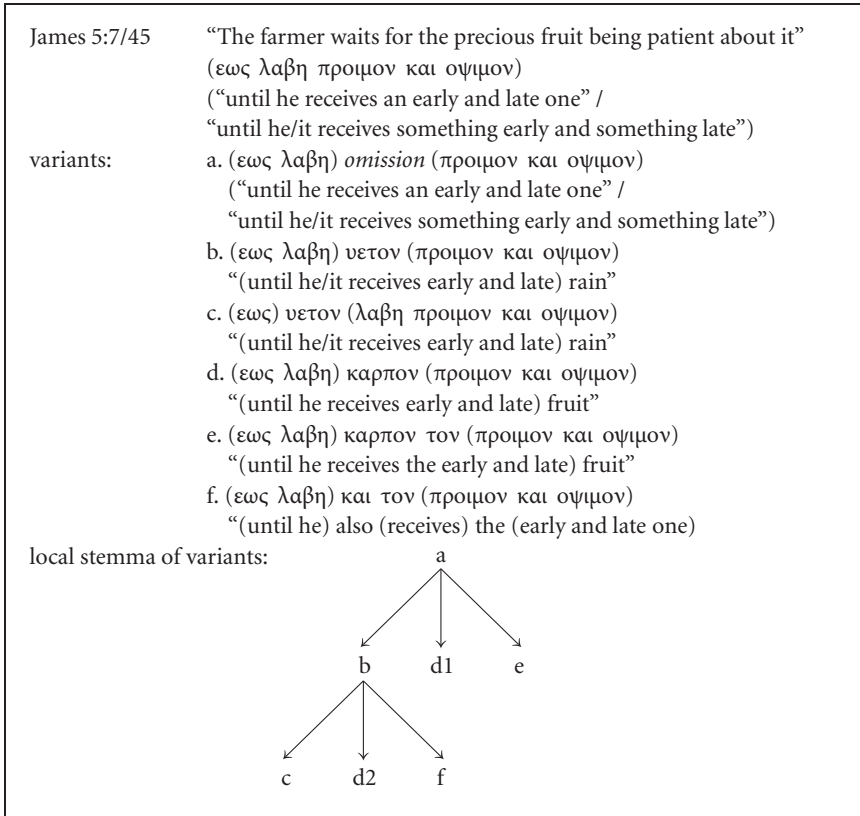 James 5:7/45 “The farmer waits for the precious fruit being patient about it”
(εως λαβη προιμον και οψιμον)
(“until he receives an early and late one” /
“until he/it receives something early and something late”)
variants: a. (εως λαβη) omission (προιμον και οψιμον)
(“until he receives an early and late one” /
“until he/it receives something early and something late”)
b. (εως λαβη) υετον (προιμον και οψιμον)
“(until he/it receives early and late) rain”
c. (εως) υετον (λαβη προιμον και οψιμον)
“(until he/it receives early and late) rain”
d. (εως λαβη) καρπον (προιμον και οψιμον)
“(until he receives early and late) fruit”
e. (εως λαβη) καρπον τον (προιμον και οψιμον)
“(until he receives the early and late) fruit”
f. (εως λαβη) και τον (προιμον και οψιμον)
“(until he) also (receives) the (early and late one)
local stemma of variants: a
b d1 e
c d2 f